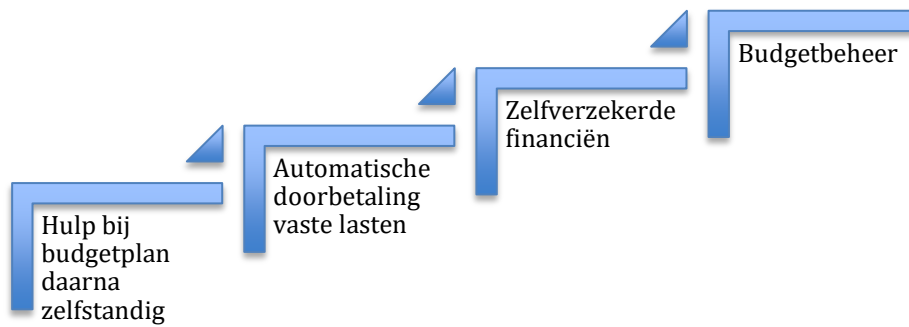 Hulp bij
budgetplan
daarna
zelfstandig
Automatische
doorbetaling
vaste lasten
Zelfverzekerde
financiën
Budgetbeheer